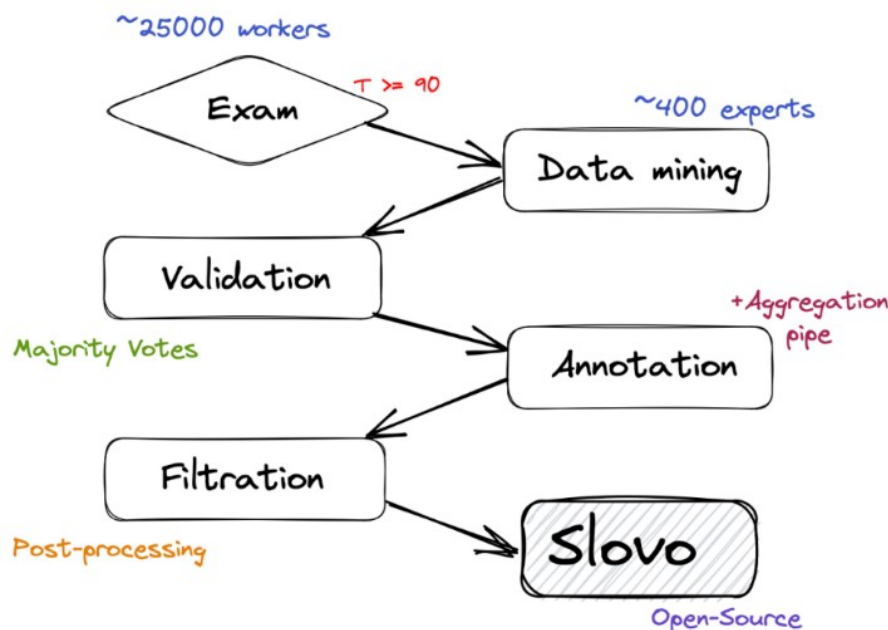 ~25000 workers
T >= 90
Exam
~400 experts
Data mining
Validation
Majority Votes
+Aggregation
pipe
Annotation
Filtration
Post-processing
Slovo
Open-Source